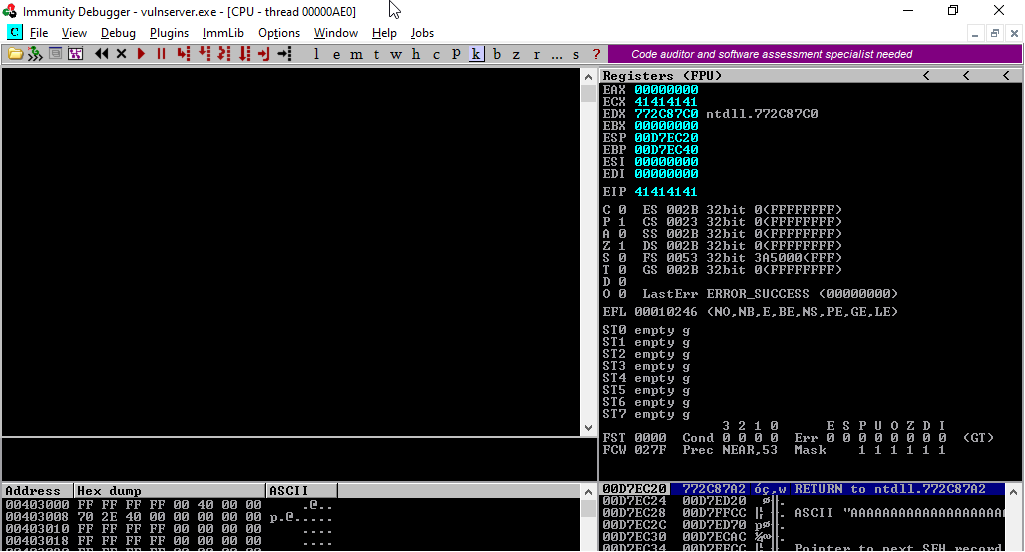 Immunity Debugger - vulnserver.exe - [CPU - thread 00000AE0]
C File View Debug Plugins ImmLib Options Window Help Jobs
l e m t w h c p k b z r ... s ? Code auditor and software assessment specialist needed
Registers (FPU) < < <
EAX 00000000
ECX 41414141
EDX 772C87C0 ntdll.772C87C0
EBX 00000000
ESP 00D7EC20
EBP 00D7EC40
ESI 00000000
EDI 00000000
EIP 41414141
C 0 ES 002B 32bit 0(FFFFFFFF)
P 1 CS 0023 32bit 0(FFFFFFFF)
A 0 SS 002B 32bit 0(FFFFFFFF)
Z 1 DS 002B 32bit 0(FFFFFFFF)
S 0 FS 0053 32bit 3A5000(FFF)
T 0 GS 002B 32bit 0(FFFFFFFF)
D 0
O 0 LastErr ERROR_SUCCESS (00000000)
EFL 00010246 (NO,NB,E,BE,NS,PE,GE,LE)
ST0 empty g
ST1 empty g
ST2 empty g
ST3 empty g
ST4 empty g
ST5 empty g
ST6 empty g
ST7 empty g
3 2 1 0 E S P U O Z D I
FST 0000 Cond 0 0 0 0 Err 0 0 0 0 0 0 0 0 (GT)
FCW 027F Prec NEAR,53 Mask 1 1 1 1 1 1
Address Hex dump ASCII
00403000 FF FF FF FF 00 40 00 00 .@..
00403008 70 2E 40 00 00 00 00 00 p.@.....
00403010 00 00 00 00 00 00 00 00 .....
00403018 FF FF FF FF 00 00 00 00 .....
00D7EC20 772C87A2 óç,w RETURN to ntdll.772C87A2
00D7EC24 00D7ED20
00D7EC28 00D7FFCC ASCII "AAAAAAAAAAAAAAAAAAA
00D7EC2C 00D7ED70
00D7EC30 00D7ECAC
00D7EC34 00D7FFCC Pointer to next SEH record